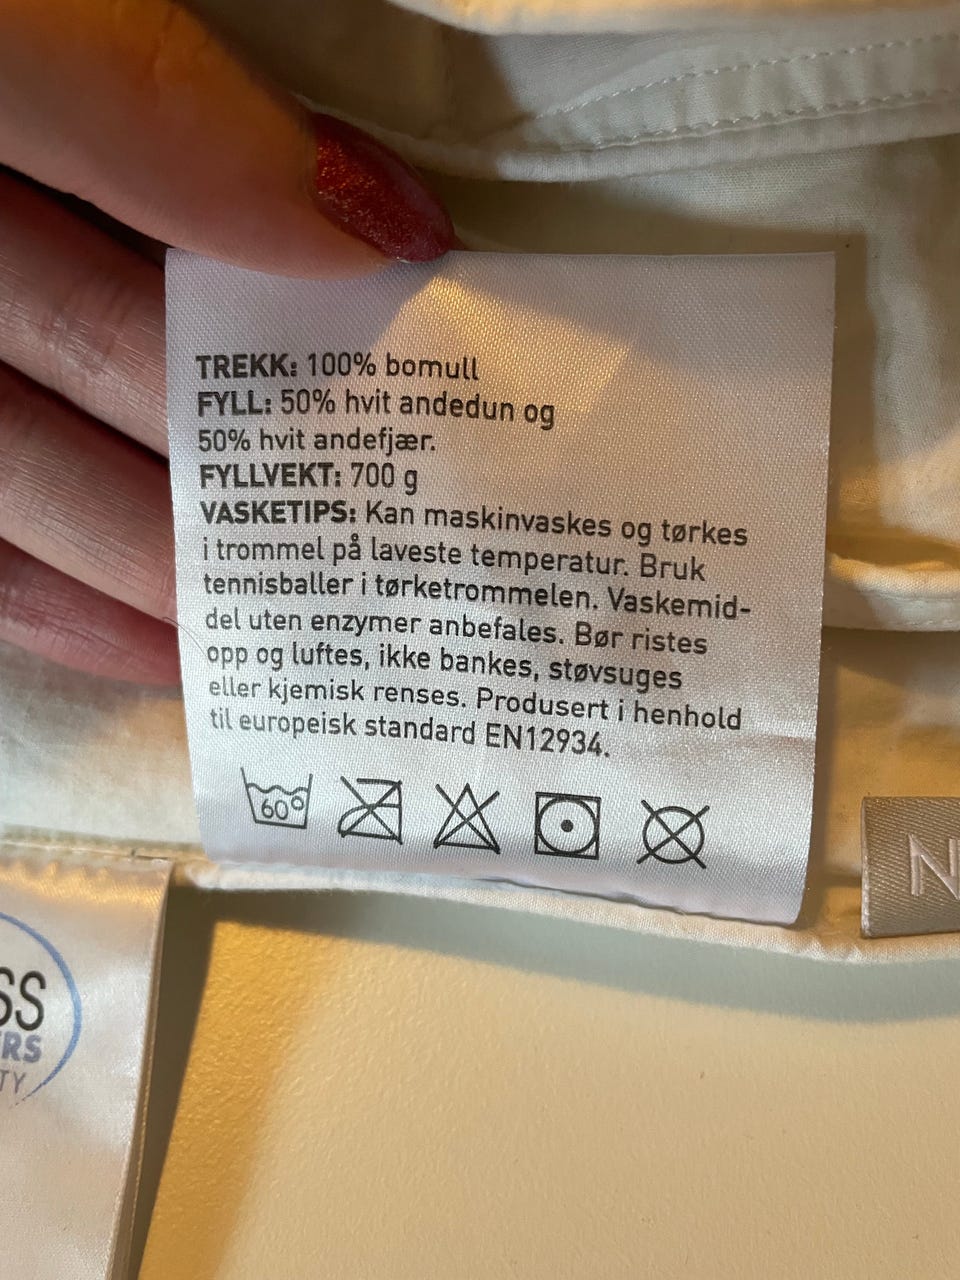 TREKK: 100% bomull
FYLL: 50% hvit andedun og
50% hvit andefjær.
FYLLVEKT: 700 g
VASKETIPS: Kan maskinvaskes og tørkes
i trommel på laveste temperatur. Bruk
tennisballer i tørketrommelen. Vaskemid-
del uten enzymer anbefales. Bør ristes
opp og luftes, ikke bankes, støvsuges
eller kjemisk renses. Produsert i henhold
til europeisk standard EN12934.
60°